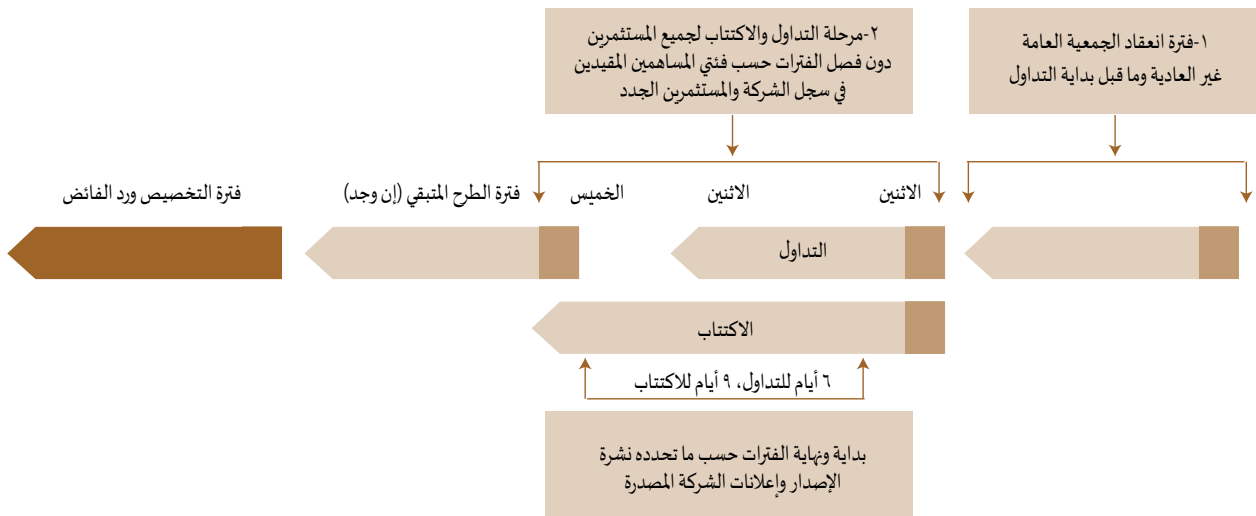 ١-فترة انعقاد الجمعية العامة
غير العادية وما قبل بداية التداول
٢-مرحلة التداول والاكتتاب لجميع المستثمرين
دون فصل الفترات حسب فئتي المساهمين المقيدين
في سجل الشركة والمستثمرين الجدد
الاثنين
الاثنين
الخميس
فترة الطرح المتبقي (إن وجد)
فترة التخصيص ورد الفائض
التداول
الاكتتاب
٦ أيام للتداول، ٩ أيام للاكتتاب
بداية ونهاية الفترات حسب ما تحدده نشرة
الإصدار وإعلانات الشركة المصدرة